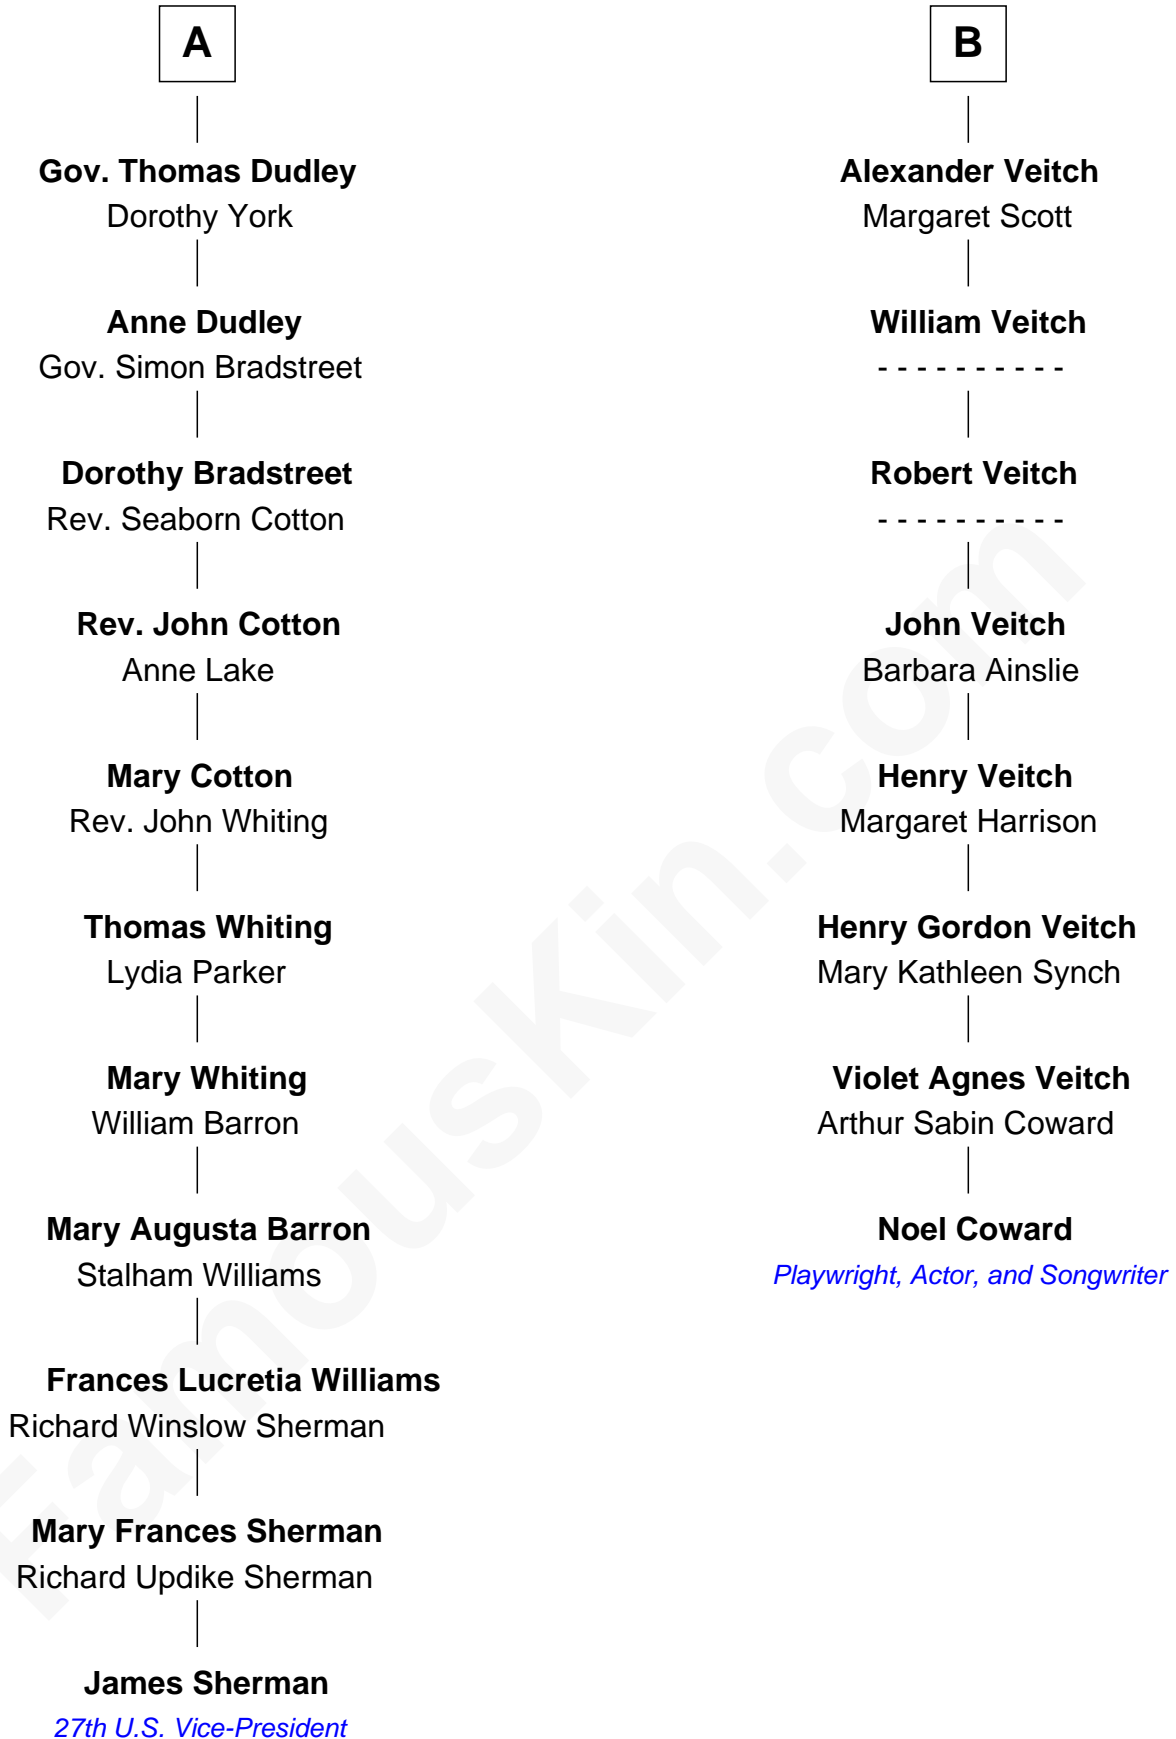 A
Gov. Thomas Dudley
Dorothy York
Anne Dudley
Gov. Simon Bradstreet
Dorothy Bradstreet
Rev. Seaborn Cotton
Rev. John Cotton
Anne Lake
Mary Cotton
Rev. John Whiting
Thomas Whiting
Lydia Parker
Mary Whiting
William Barron
Mary Augusta Barron
Stalham Williams
Frances Lucretia Williams
Richard Winslow Sherman
Mary Frances Sherman
Richard Updike Sherman
James Sherman
27th U.S. Vice-President
B
Alexander Veitch
Margaret Scott
William Veitch
- - - - - - - - - -
Robert Veitch
- - - - - - - - - -
John Veitch
Barbara Ainslie
Henry Veitch
Margaret Harrison
Henry Gordon Veitch
Mary Kathleen Synch
Violet Agnes Veitch
Arthur Sabin Coward
Noel Coward
Playwright, Actor, and Songwriter
FamousKin.com